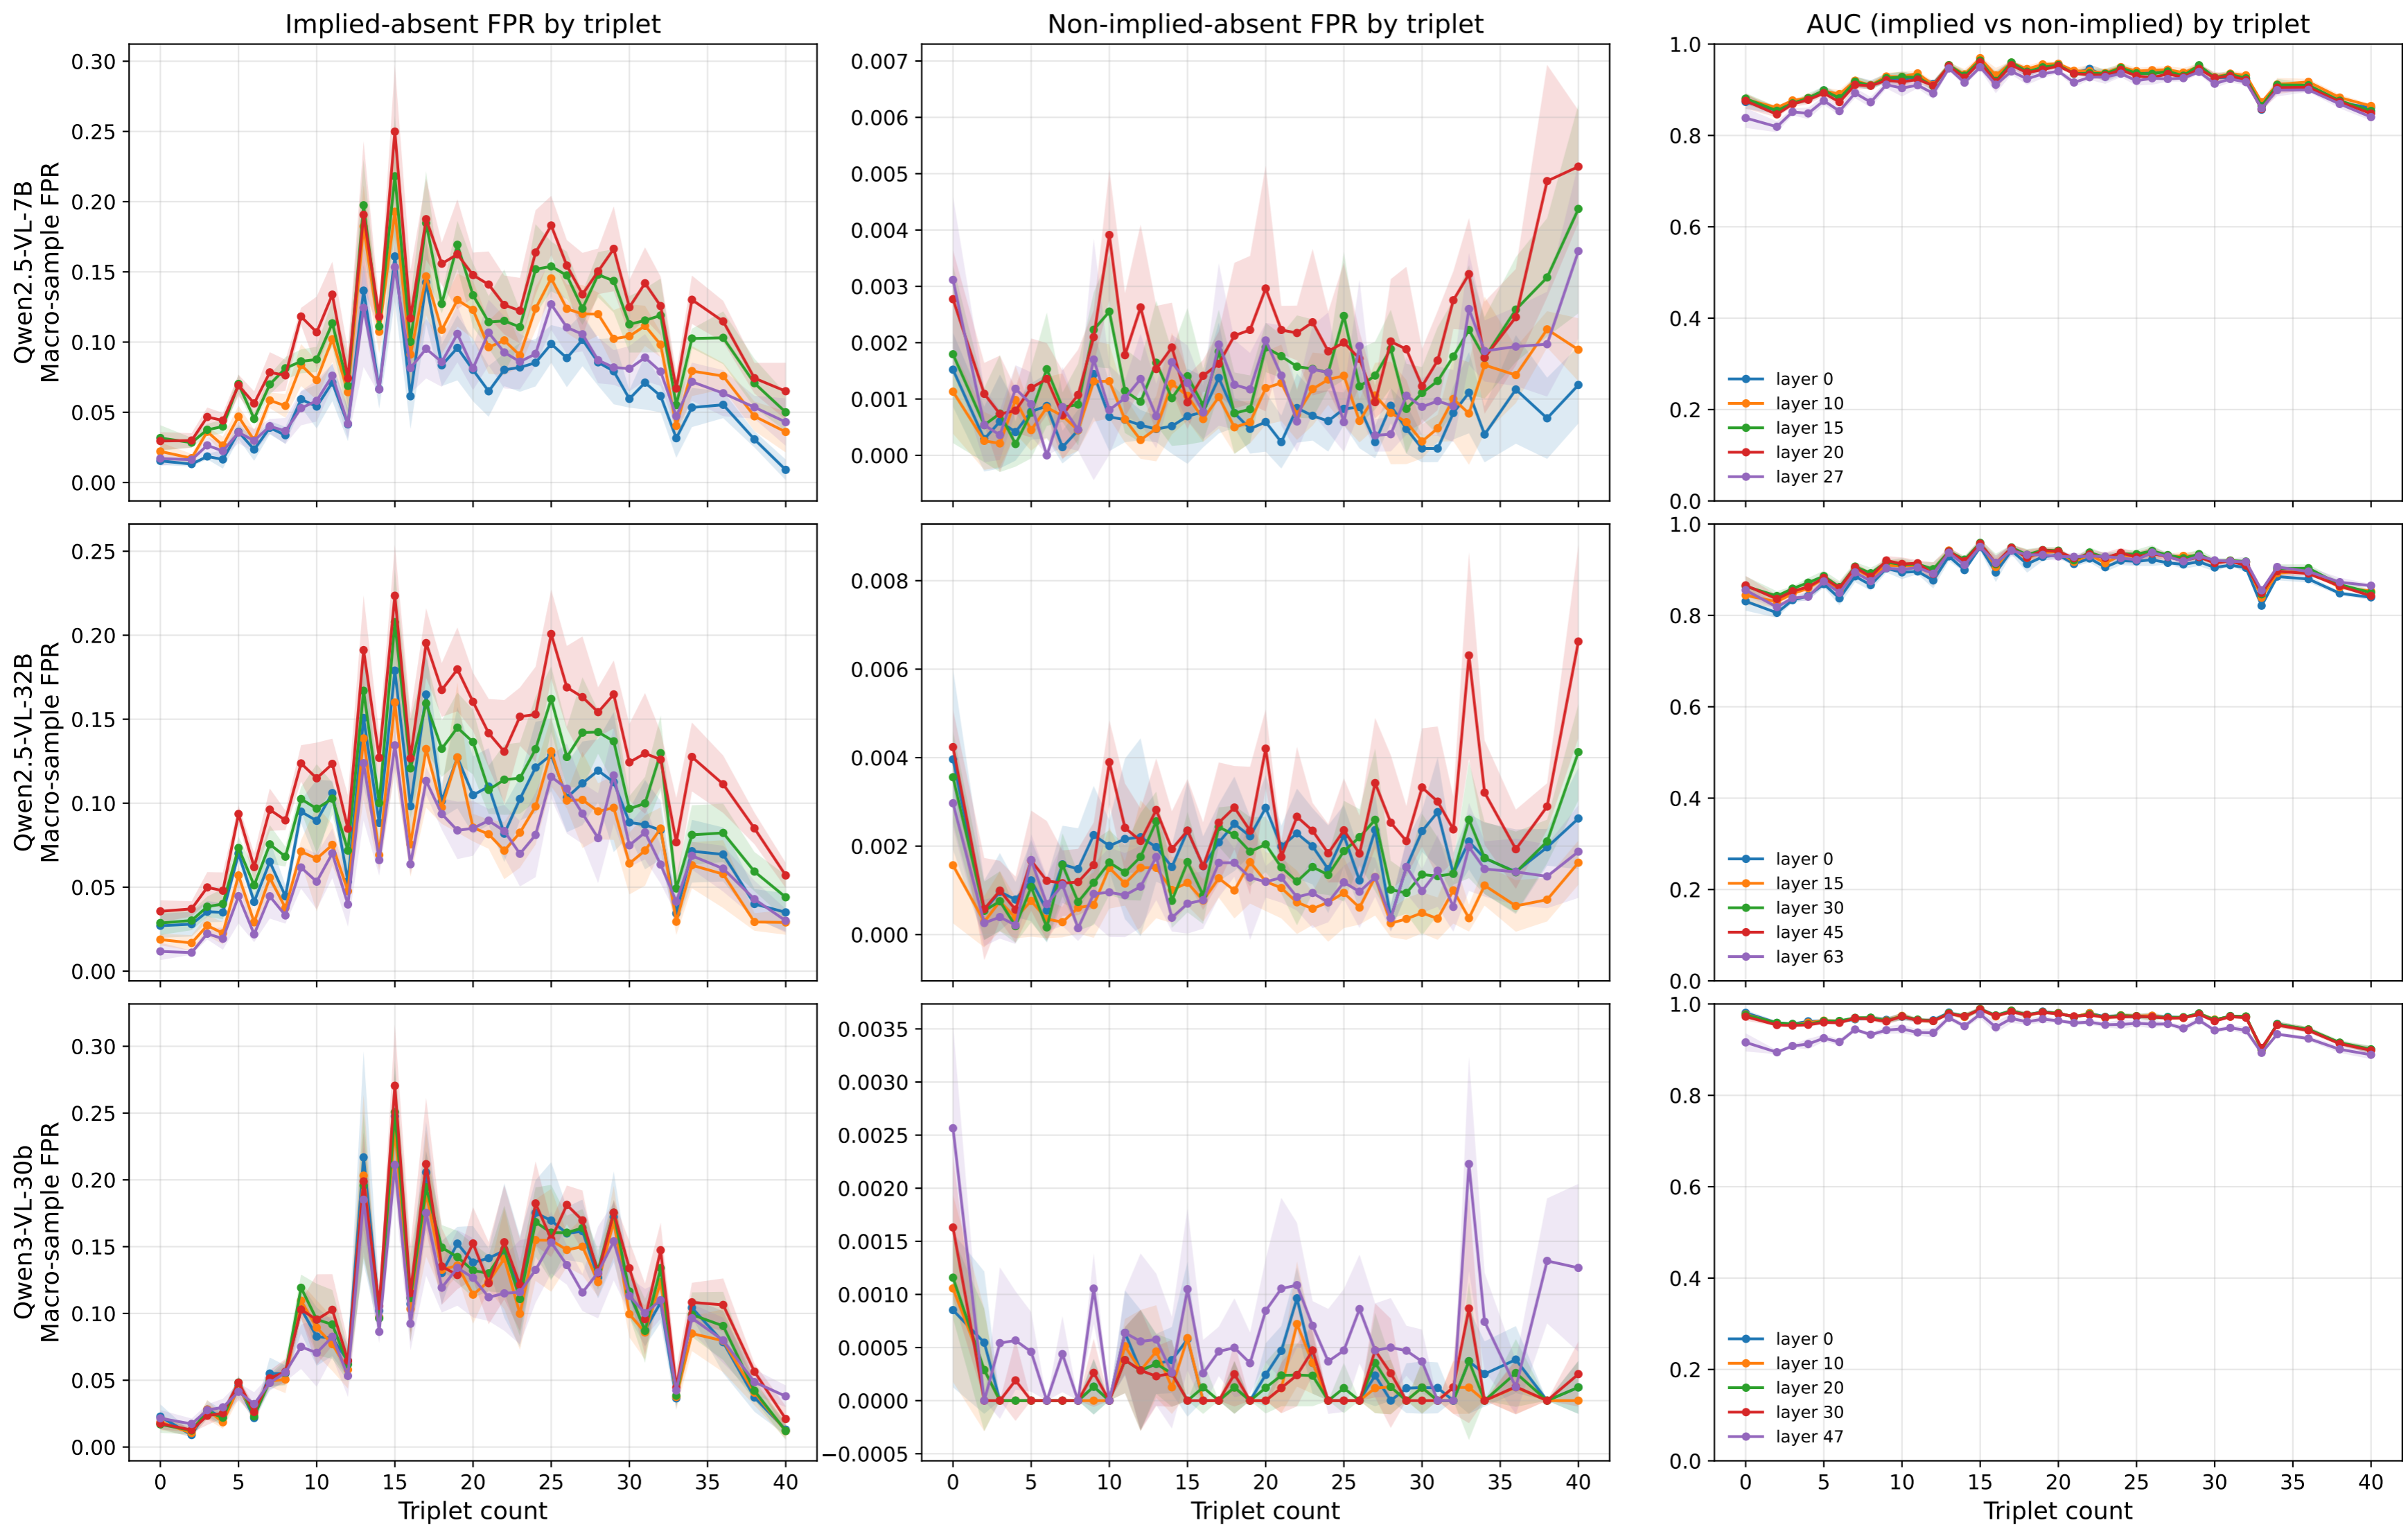 Implied-absent FPR by triplet
Non-implied-absent FPR by triplet
AUC (implied vs non-implied) by triplet
Qwen2.5-VL-7B
Macro-sample FPR
0.30
0.25
0.20
0.15
0.10
0.05
0.00
0.007
0.006
0.005
0.004
0.003
0.002
0.001
0.000
1.0
0.8
0.6
0.4
0.2
0.0
layer 0
layer 10
layer 15
layer 20
layer 27
Qwen2.5-VL-32B
Macro-sample FPR
0.25
0.20
0.15
0.10
0.05
0.00
0.008
0.006
0.004
0.002
0.000
1.0
0.8
0.6
0.4
0.2
0.0
layer 0
layer 15
layer 30
layer 45
layer 63
Qwen3-VL-30b
Macro-sample FPR
0.30
0.25
0.20
0.15
0.10
0.05
0.00
0 5 10 15 20 25 30 35 40
Triplet count
0.0035
0.0030
0.0025
0.0020
0.0015
0.0010
0.0005
0.0000
−0.0005
0 5 10 15 20 25 30 35 40
Triplet count
1.0
0.8
0.6
0.4
0.2
0.0
layer 0
layer 10
layer 20
layer 30
layer 47
0 5 10 15 20 25 30 35 40
Triplet count